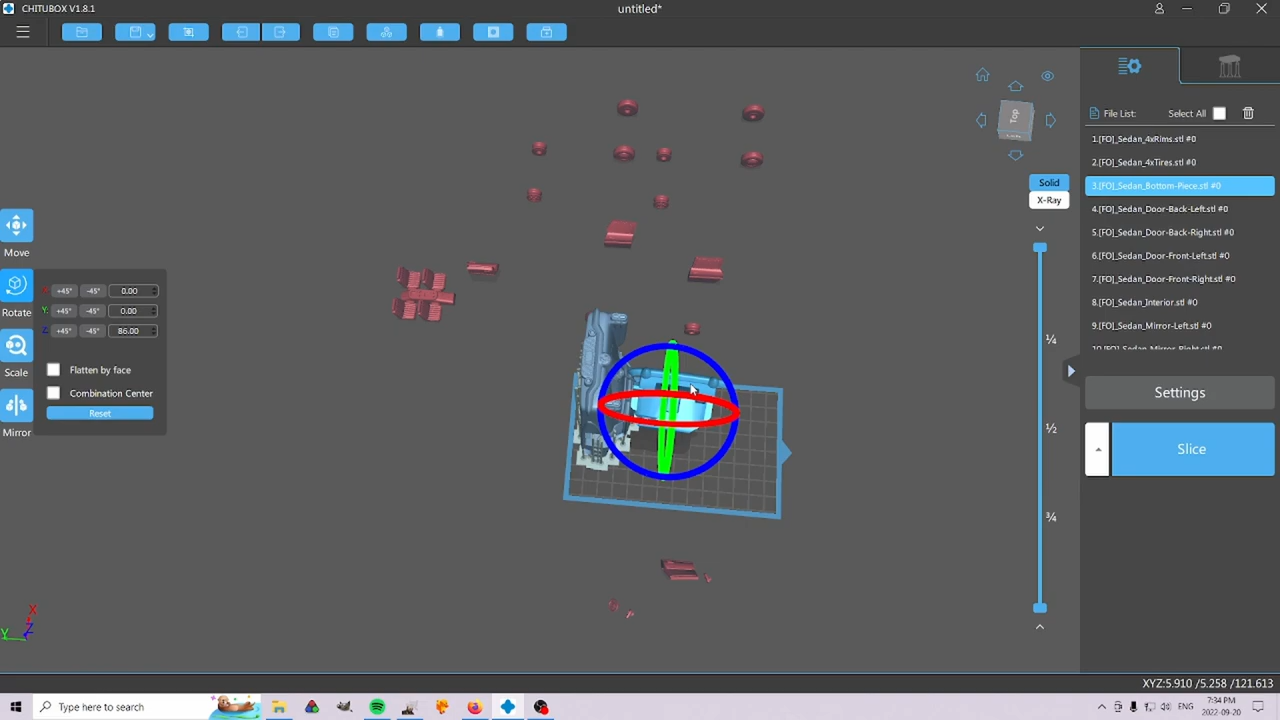 CHITUBOX V1.8.1
untitled*
Top
File List:
Select All
1.[FO]_Sedan_4xRims.stl #0
2.[FO]_Sedan_4xTires.stl #0
3.[FO]_Sedan_Bottom-Piece.stl #0
4.[FO]_Sedan_Door-Back-Left.stl #0
5.[FO]_Sedan_Door-Back-Right.stl #0
6.[FO]_Sedan_Door-Front-Left.stl #0
7.[FO]_Sedan_Door-Front-Right.stl #0
8.[FO]_Sedan_Interior.stl #0
9.[FO]_Sedan_Mirror-Left.stl #0
10.[FO]_Sedan_Mirror-Right.stl #0
Solid
X-Ray
Move
Rotate
Scale
Mirror
X: +45° -45° 0.00
Y: +45° -45° 0.00
Z: +45° -45° 86.00
Flatten by face
Combination Center
Reset
1/4
1/2
3/4
Settings
Slice
X
Y
Z
XYZ:5.910 /5.258 /121.613
Type here to search
ENG
7:34 PM
2022-09-20